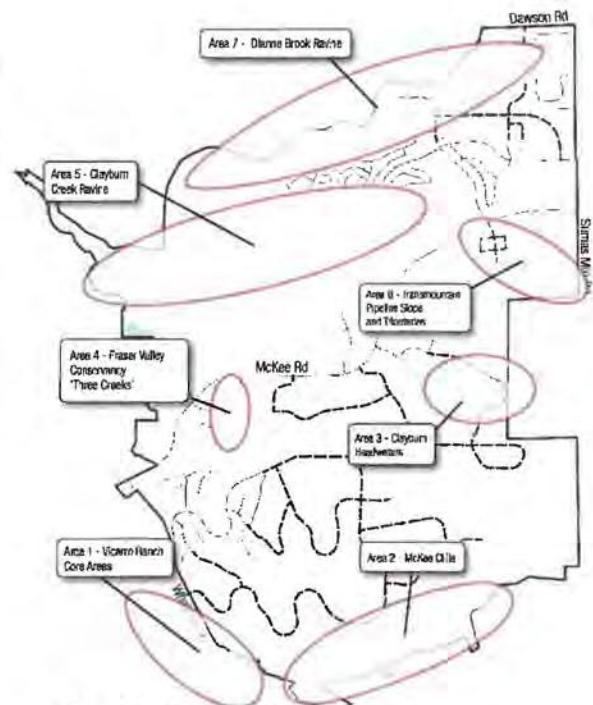 Dawson Rd
Area 7 - Dianne Brook Ravine
Area 5 - Clayburn
Creek Ravine
Sumas
Area 6 - Transmountain
Pipeline Slope
and Tributaries
Area 4 - Fraser Valley
Conservancy
'Three Creeks'
McKee Rd
Area 3 - Clayburn
Headwaters
Area 1 - Vicarro Ranch
Core Areas
Area 2 - McKee Cliffs